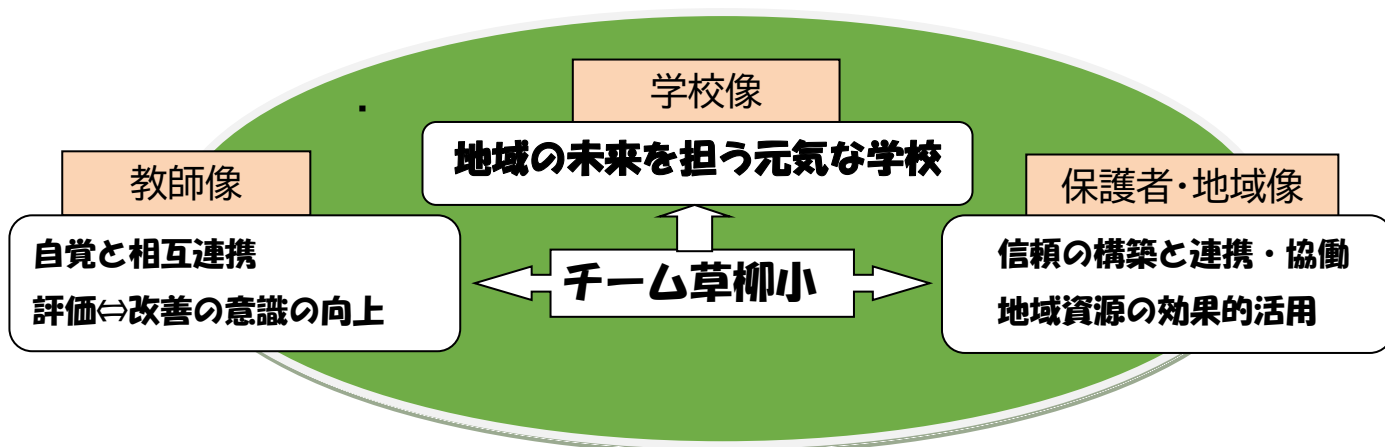 学校像
地域の未来を担う元気な学校
教師像
自覚と相互連携
評価⇔改善の意識の向上
チーム草柳小
保護者・地域像
信頼の構築と連携・協働
地域資源の効果的活用